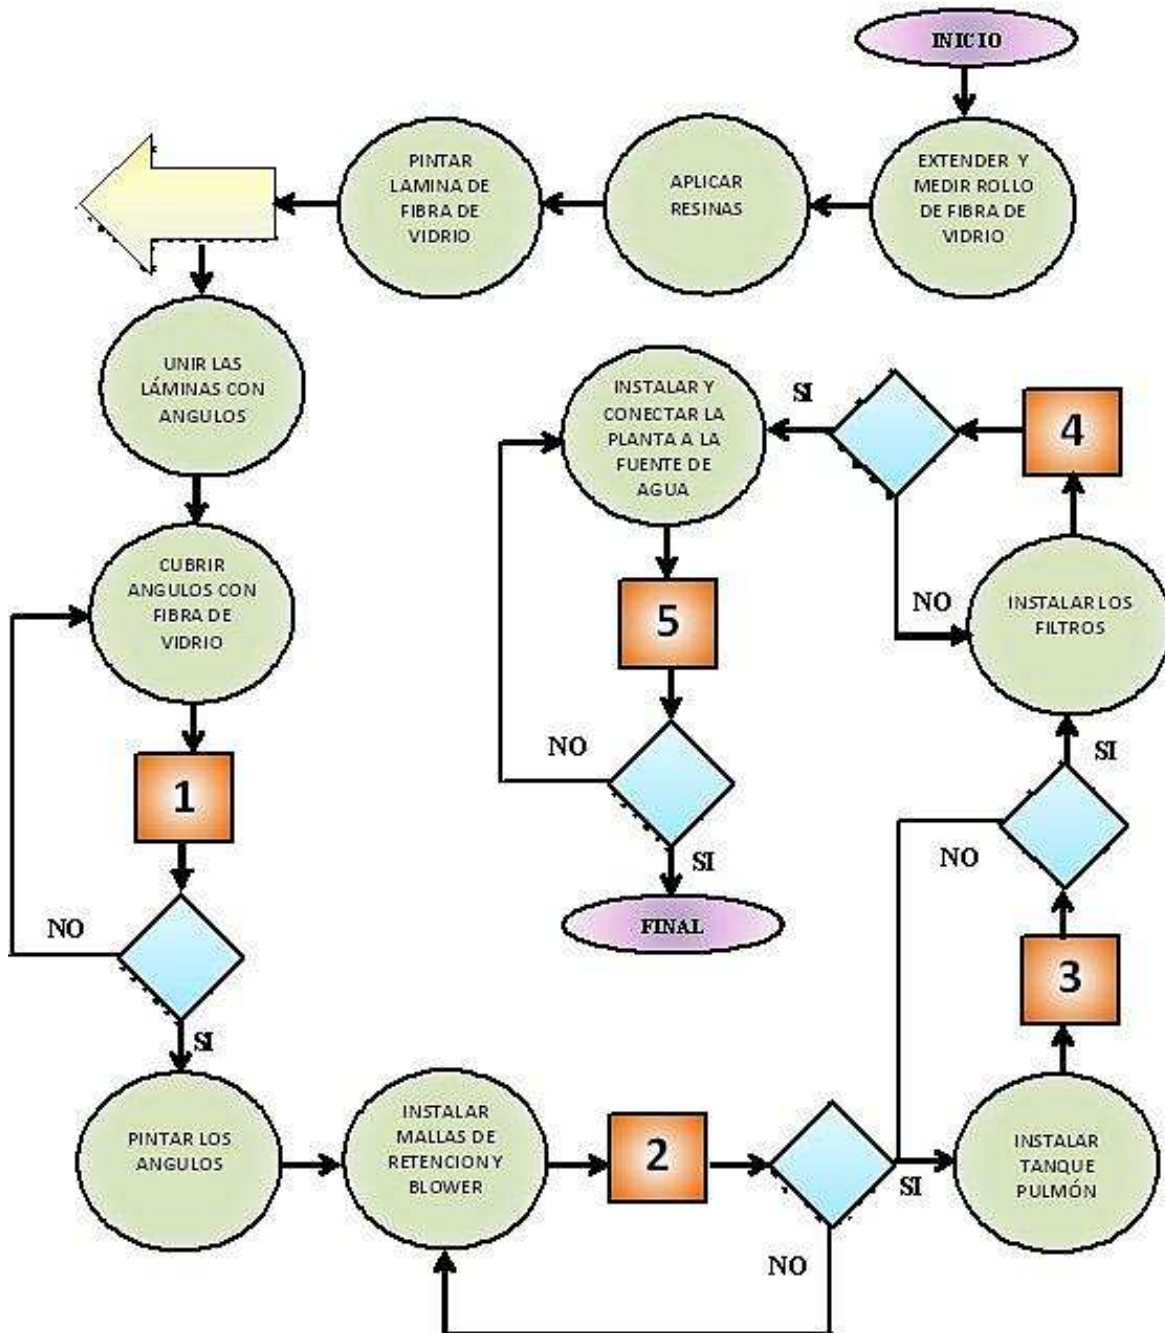 INICIO
EXTENDER Y
MEDIR ROLLO
DE FIBRA DE
VIDRIO
APLICAR
RESINAS
PINTAR
LAMINA DE
FIBRA DE
VIDRIO
UNIR LAS
LÁMINAS CON
ANGULOS
CUBRIR
ANGULOS CON
FIBRA DE
VIDRIO
1
NO
SI
PINTAR LOS
ANGULOS
INSTALAR
MALLAS DE
RETENCION Y
BLOWER
2
NO
SI
INSTALAR
TANQUE
PULMÓN
3
NO
SI
INSTALAR LOS
FILTROS
4
NO
SI
INSTALAR Y
CONECTAR LA
PLANTA A LA
FUENTE DE
AGUA
5
NO
SI
FINAL